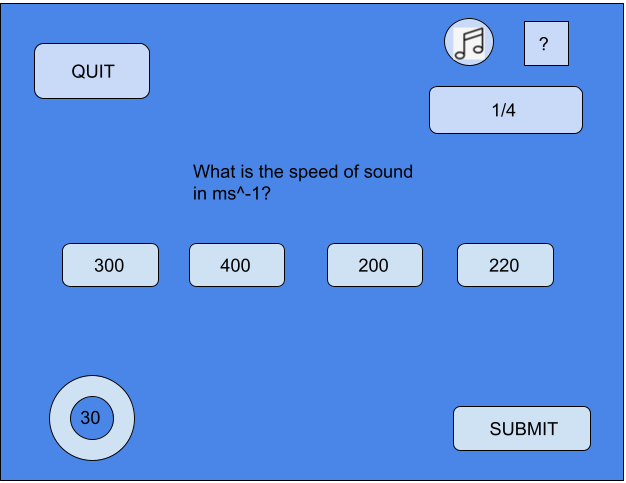 QUIT
?
1/4
What is the speed of sound
in ms^-1?
300
400
200
220
30
SUBMIT